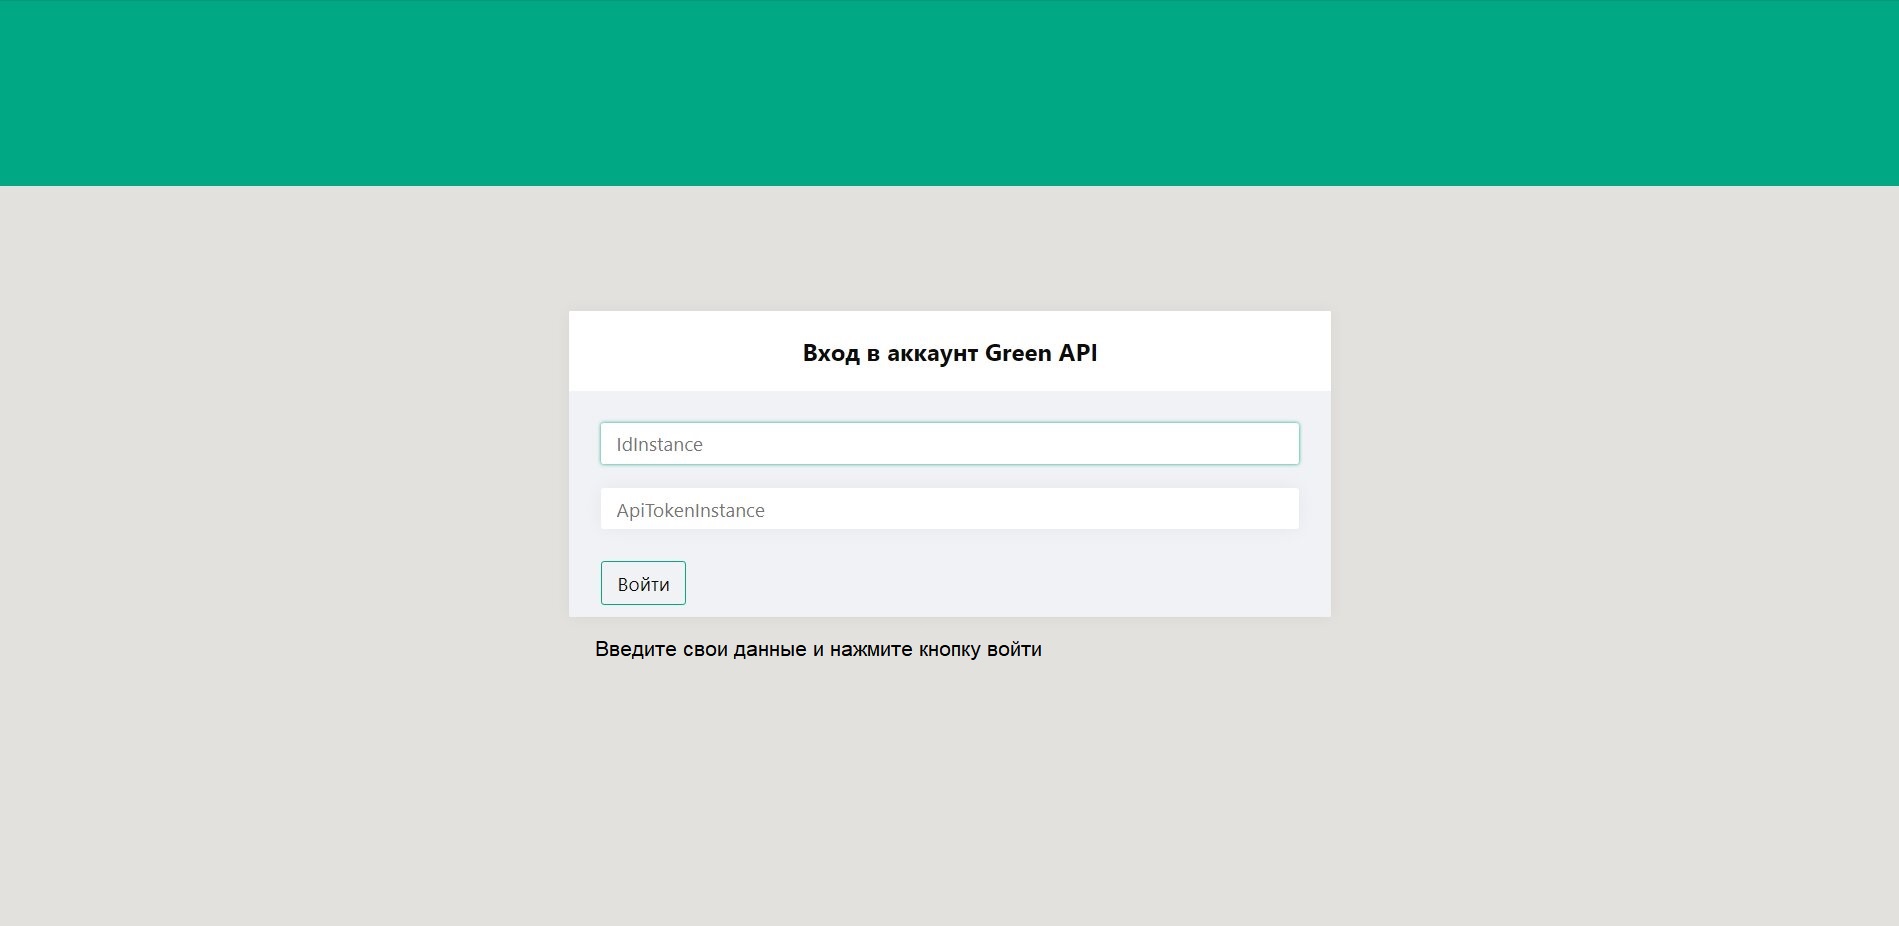 Вход в аккаунт Green API
IdInstance
ApiTokenInstance
Войти
Введите свои данные и нажмите кнопку войти